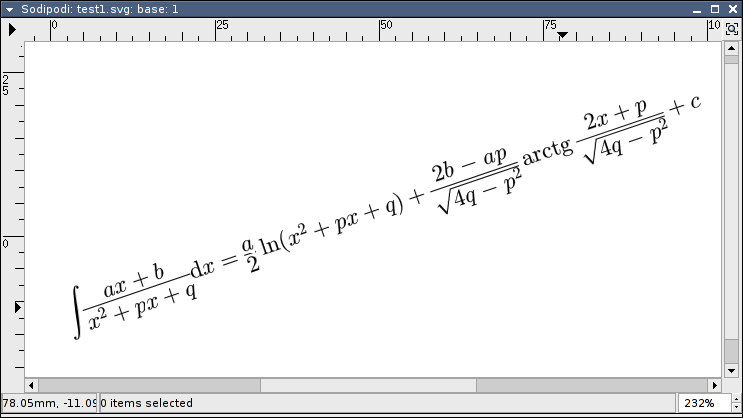 Sodipodi: test1.svg: base: 1
0 25 50 75 10
25
0
∫ (ax + b)/(x² + px + q) dx = a/2 ln(x² + px + q) + (2b − ap)/√(4q − p²) arctg (2x + p)/√(4q − p²) + c
78.05mm, -11.09 0 items selected 232%